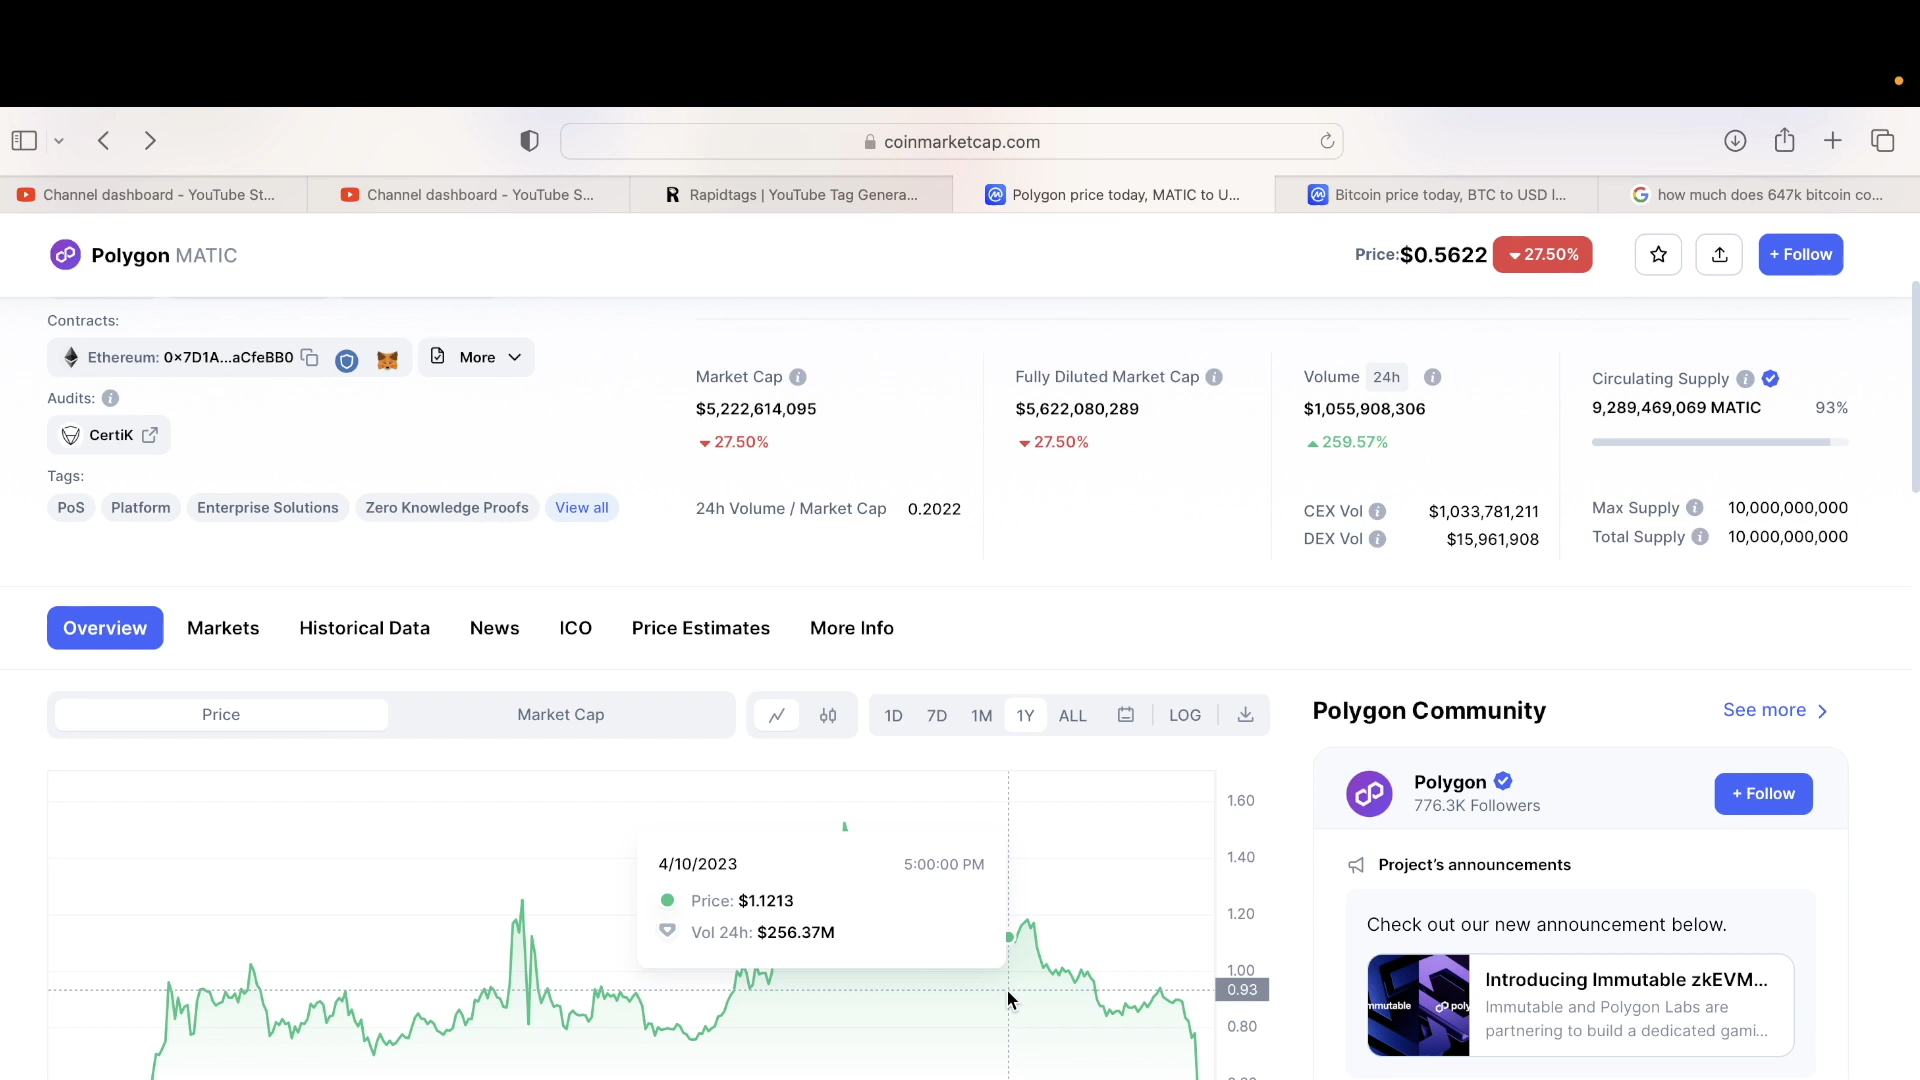 coinmarketcap.com
Channel dashboard - YouTube St...
Channel dashboard - YouTube S...
Rapidtags | YouTube Tag Genera...
Polygon price today, MATIC to U...
Bitcoin price today, BTC to USD l...
how much does 647k bitcoin co...
Polygon MATIC
Price:$0.5622
27.50%
+ Follow
Contracts:
Ethereum: 0x7D1A...aCfeBB0
More
Audits:
CertiK
Tags:
PoS
Platform
Enterprise Solutions
Zero Knowledge Proofs
View all
Market Cap
$5,222,614,095
27.50%
24h Volume / Market Cap 0.2022
Fully Diluted Market Cap
$5,622,080,289
27.50%
Volume 24h
$1,055,908,306
259.57%
CEX Vol $1,033,781,211
DEX Vol $15,961,908
Circulating Supply
9,289,469,069 MATIC 93%
Max Supply 10,000,000,000
Total Supply 10,000,000,000
Overview
Markets
Historical Data
News
ICO
Price Estimates
More Info
Price
Market Cap
1D
7D
1M
1Y
ALL
LOG
1.60
1.40
1.20
1.00
0.93
0.80
4/10/2023 5:00:00 PM
Price: $1.1213
Vol 24h: $256.37M
Polygon Community
See more
Polygon
776.3K Followers
+ Follow
Project's announcements
Check out our new announcement below.
mmutable
poly
Introducing Immutable zkEVM...
Immutable and Polygon Labs are
partnering to build a dedicated gami...